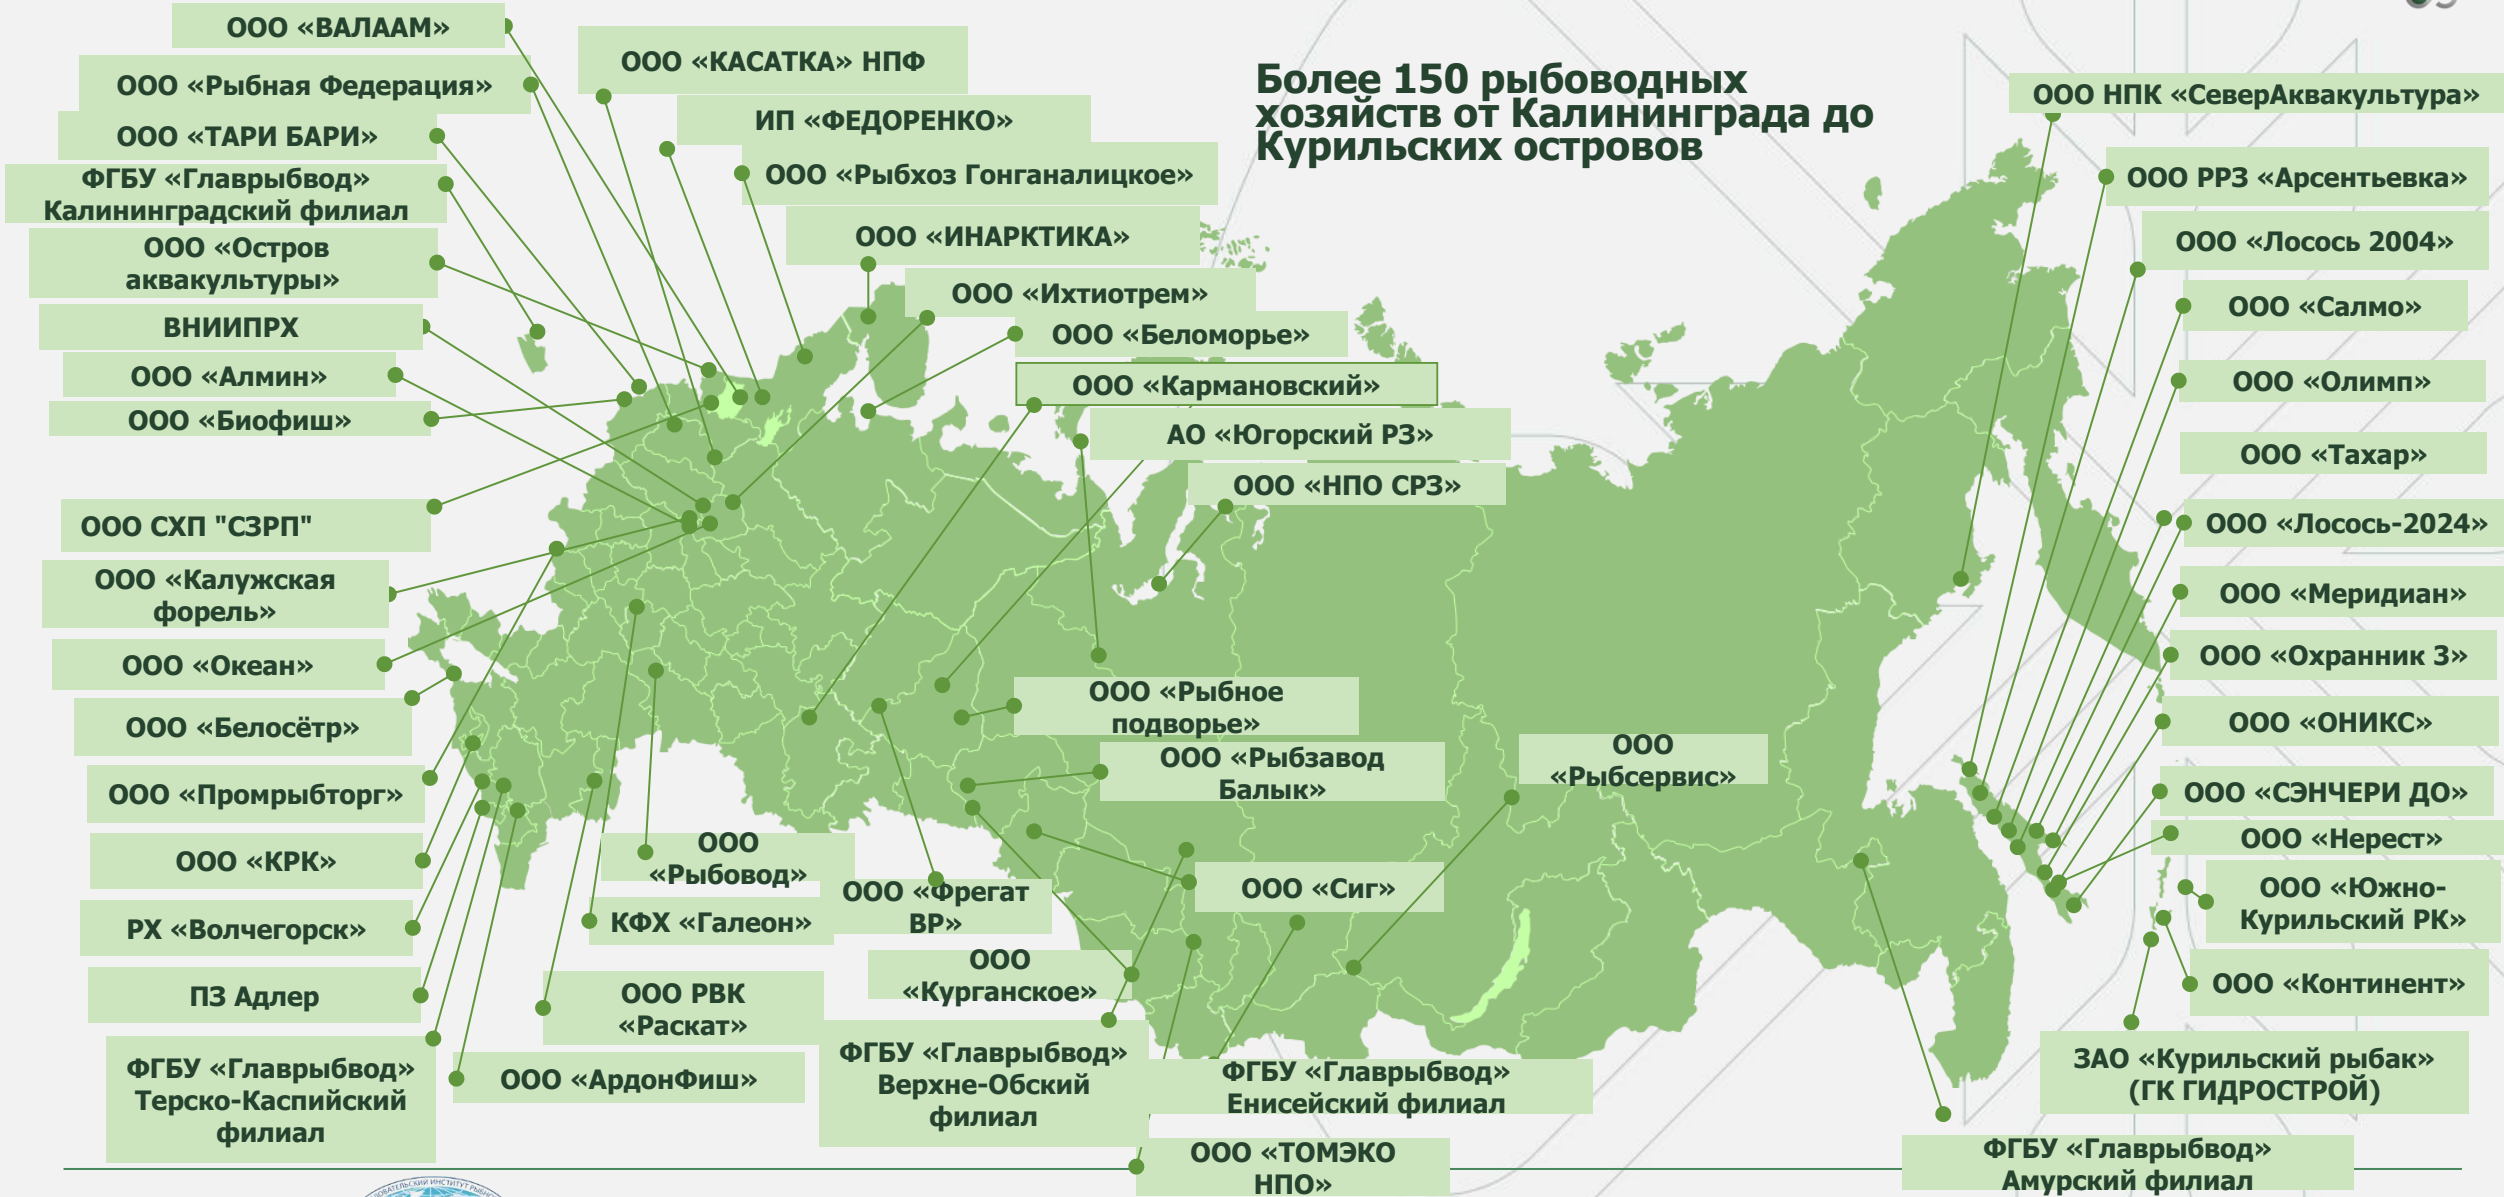 Более 150 рыбоводных
хозяйств от Калининграда до
Курильских островов
ООО «ВАЛААМ»
ООО «Рыбная Федерация»
ООО «ТАРИ БАРИ»
ФГБУ «Главрыбвод»
Калининградский филиал
ООО «Остров
аквакультуры»
ВНИИПРХ
ООО «Алмин»
ООО «Биофиш»
ООО СХП "СЗРП"
ООО «Калужская
форель»
ООО «Океан»
ООО «Белосётр»
ООО «Промрыбторг»
ООО «КРК»
РХ «Волчегорск»
ПЗ Адлер
ФГБУ «Главрыбвод»
Терско-Каспийский
филиал
ООО «КАСАТКА» НПФ
ИП «ФЕДОРЕНКО»
ООО «Рыбхоз Гонганалицкое»
ООО «ИНАРКТИКА»
ООО «Ихтиотрем»
ООО «Беломорье»
ООО «Кармановский»
АО «Югорский РЗ»
ООО «НПО СРЗ»
ООО «Рыбное
подворье»
ООО «Рыбзавод
Балык»
ООО
«Рыбсервис»
ООО
«Рыбовод»
ООО «Фрегат
ВР»
ООО «Сиг»
КФХ «Галеон»
ООО
«Курганское»
ООО РВК
«Раскат»
ООО «АрдонФиш»
ФГБУ «Главрыбвод»
Верхне-Обский
филиал
ФГБУ «Главрыбвод»
Енисейский филиал
ООО «ТОМЭКО
НПО»
ООО НПК «СеверАквакультура»
ООО РРЗ «Арсентьевка»
ООО «Лосось 2004»
ООО «Салмо»
ООО «Олимп»
ООО «Тахар»
ООО «Лосось-2024»
ООО «Меридиан»
ООО «Охранник 3»
ООО «ОНИКС»
ООО «СЭНЧЕРИ ДО»
ООО «Нерест»
ООО «Южно-
Курильский РК»
ООО «Континент»
ЗАО «Курильский рыбак»
(ГК ГИДРОСТРОЙ)
ФГБУ «Главрыбвод»
Амурский филиал